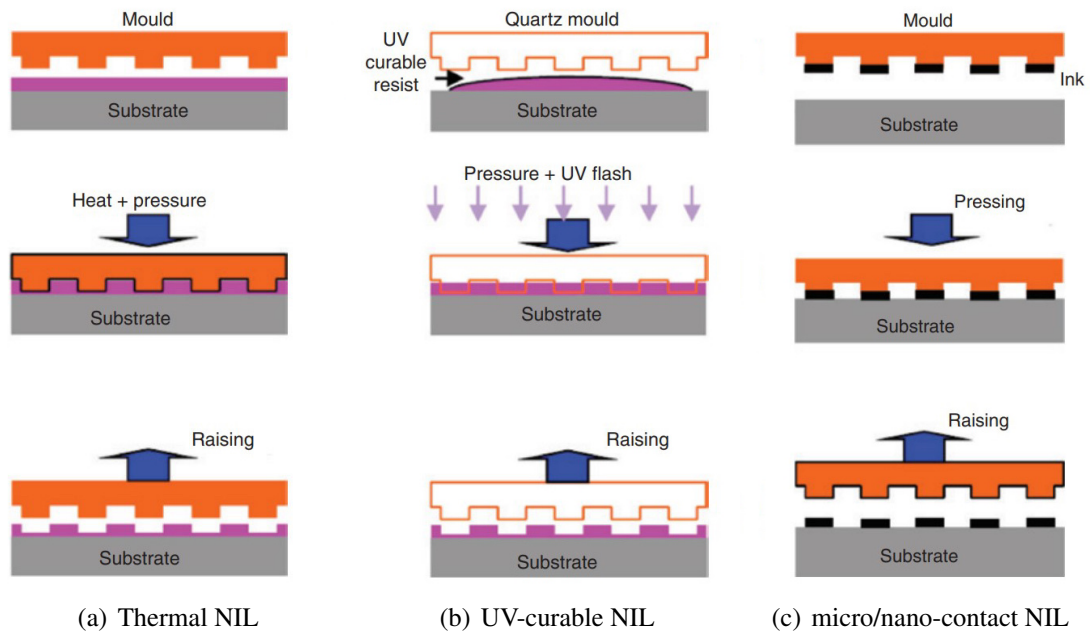 Mould
Substrate
Heat + pressure
Substrate
Raising
Substrate
(a) Thermal NIL
Quartz mould
UV
curable
resist
Substrate
Pressure + UV flash
Substrate
Raising
Substrate
(b) UV-curable NIL
Mould
Ink
Substrate
Pressing
Substrate
Raising
Substrate
(c) micro/nano-contact NIL